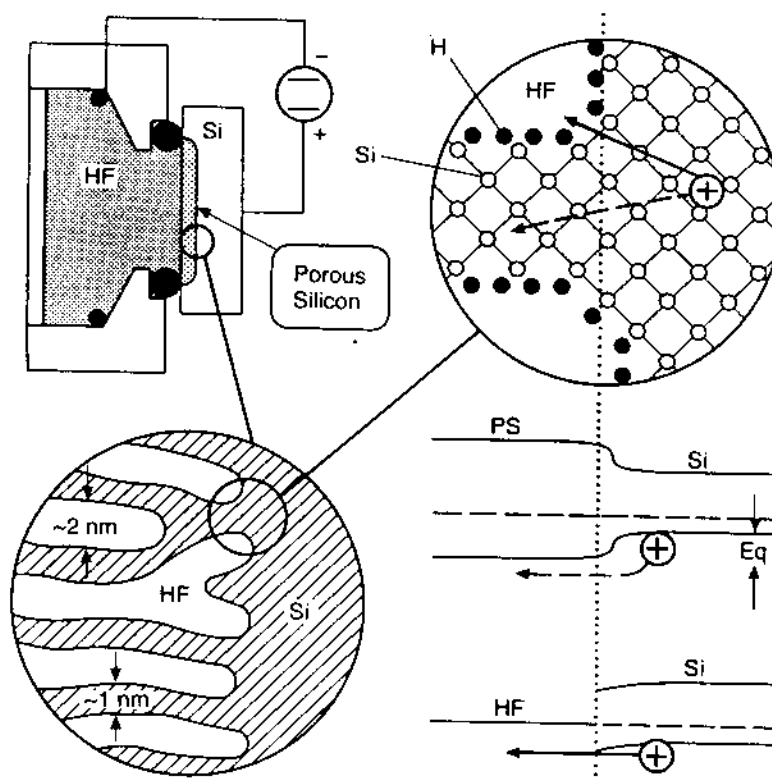 −
+
Si
HF
Porous
Silicon
H
HF
Si
+
~2 nm
HF
Si
~1 nm
PS
Si
+
Eq
Si
HF
+